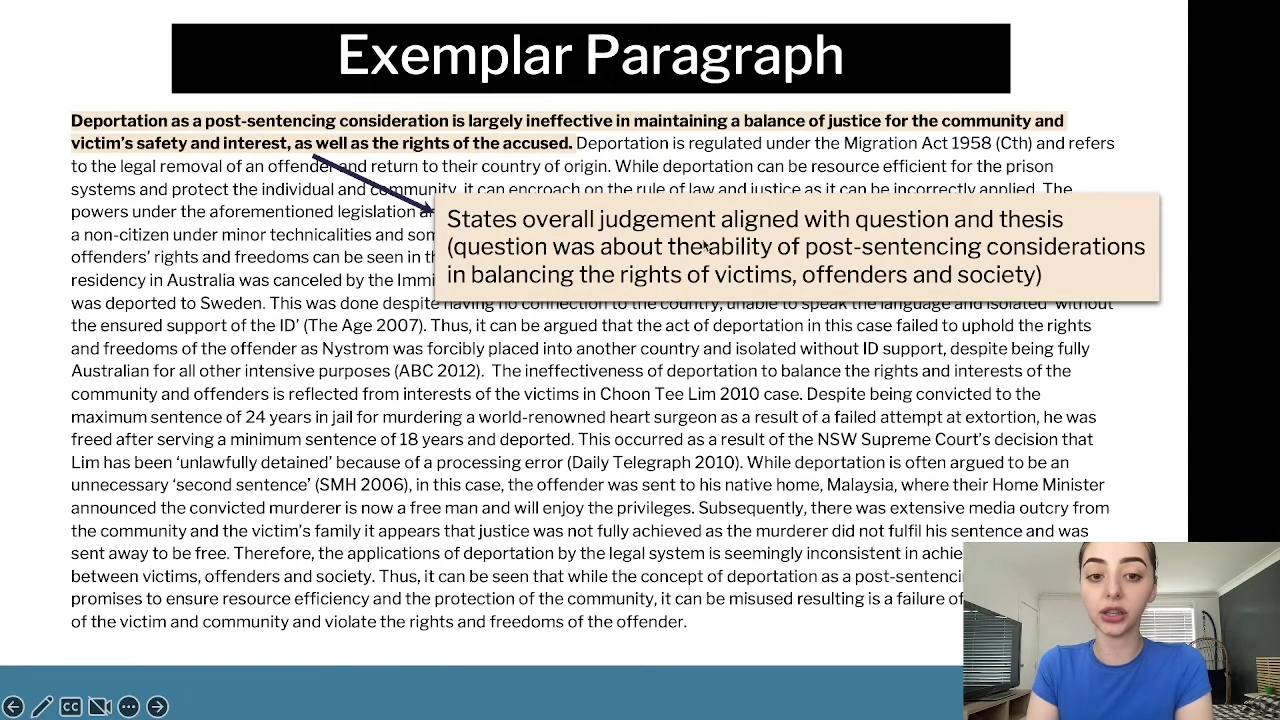 Exemplar Paragraph
Deportation as a post-sentencing consideration is largely ineffective in maintaining a balance of justice for the community and
victim's safety and interest, as well as the rights of the accused. Deportation is regulated under the Migration Act 1958 (Cth) and refers
to the legal removal of an offender and return to their country of origin. While deportation can be resource efficient for the prison
systems and protect the individual and community, it can encroach on the rule of law and justice as it can be incorrectly applied. The
powers under the aforementioned legislation
a non-citizen under minor technicalities and
offenders' rights and freedoms can be seen in
residency in Australia was canceled by the
was deported to Sweden. This was done despite having no connection to the country, unable to speak the language and isolated 'without
the ensured support of the ID' (The Age 2007). Thus, it can be argued that the act of deportation in this case failed to uphold the rights
and freedoms of the offender as Nystrom was forcibly placed into another country and isolated without ID support, despite being fully
Australian for all other intensive purposes (ABC 2012). The ineffectiveness of deportation to balance the rights and interests of the
community and offenders is reflected from interests of the victims in Choon Tee Lim 2010 case. Despite being convicted to the
maximum sentence of 24 years in jail for murdering a world-renowned heart surgeon as a result of a failed attempt at extortion, he was
freed after serving a minimum sentence of 18 years and deported. This occurred as a result of the NSW Supreme Court's decision that
Lim has been 'unlawfully detained' because of a processing error (Daily Telegraph 2010). While deportation is often argued to be an
unnecessary 'second sentence' (SMH 2006), in this case, the offender was sent to his native home, Malaysia, where their Home Minister
announced the convicted murderer is now a free man and will enjoy the privileges. Subsequently, there was extensive media outcry from
the community and the victim's family it appears that justice was not fully achieved as the murderer did not fulfil his sentence and was
sent away to be free. Therefore, the applications of deportation by the legal system is seemingly inconsistent in
between victims, offenders and society. Thus, it can be seen that while the concept of deportation as a
promises to ensure resource efficiency and the protection of the community, it can be misused resulting is a failure of
of the victim and community and violate the rights and freedoms of the offender.
States overall judgement aligned with question and thesis
(question was about the ability of post-sentencing considerations
in balancing the rights of victims, offenders and society)
CC